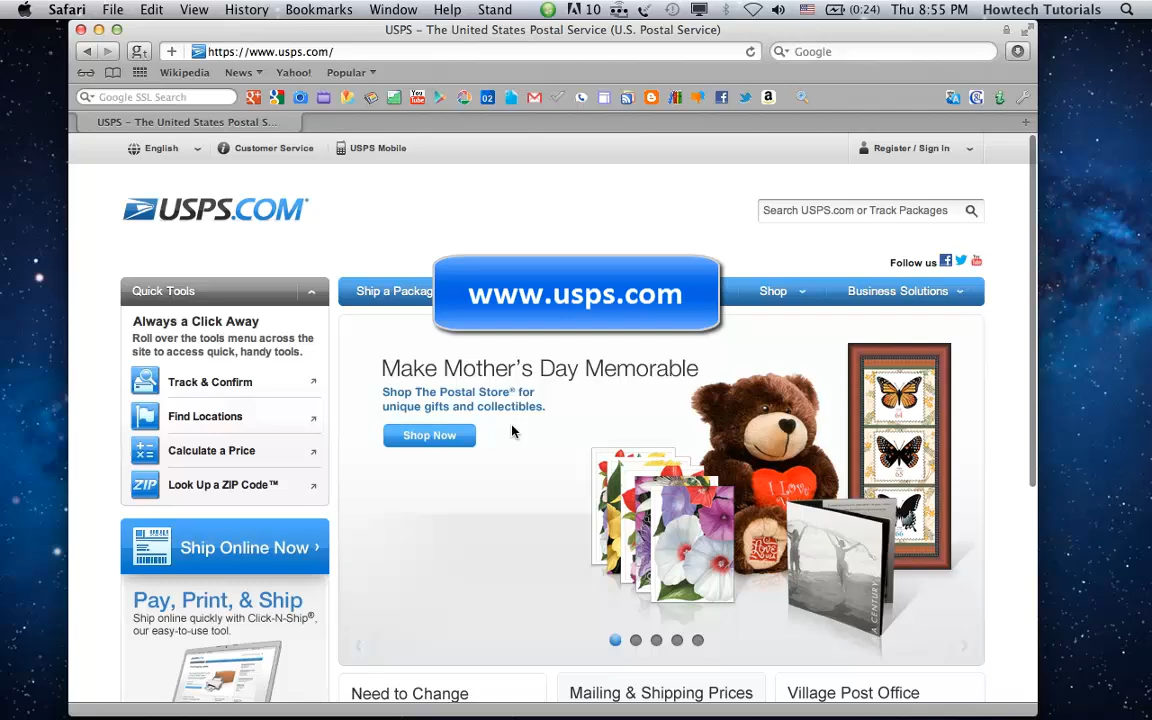 Safari File Edit View History Bookmarks Window Help Stand 10 (0:24) Thu 8:55 PM Howtech Tutorials
USPS – The United States Postal Service (U.S. Postal Service)
https://www.usps.com/
Google
Wikipedia News Yahoo! Popular
Google SSL Search
02
USPS – The United States Postal S...
English Customer Service USPS Mobile Register / Sign In
USPS.COM®
Search USPS.com or Track Packages
Follow us
Quick Tools
Ship a Packag
www.usps.com
Shop Business Solutions
Always a Click Away
Roll over the tools menu across the
site to access quick, handy tools.
Track & Confirm
Find Locations
Calculate a Price
ZIP Look Up a ZIP Code™
Make Mother's Day Memorable
Shop The Postal Store® for
unique gifts and collectibles.
Shop Now
Ship Online Now ›
Pay, Print, & Ship
Ship online quickly with Click-N-Ship®,
our easy-to-use tool.
Need to Change
Mailing & Shipping Prices
Village Post Office